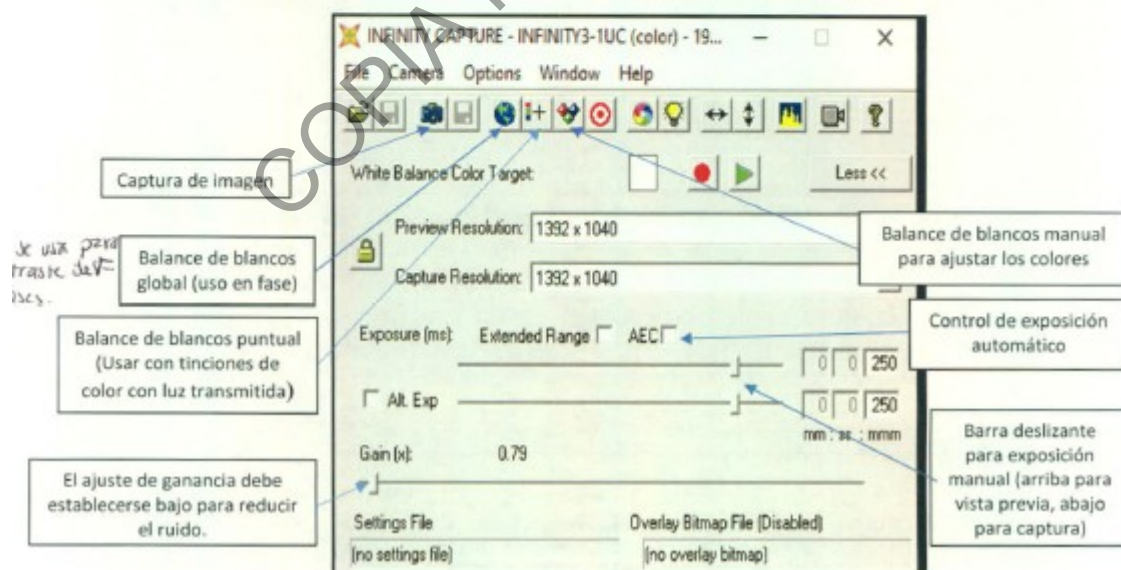 COPIA
INFINITY CAPTURE - INFINITY3-1UC (color) - 19...
File Camera Options Window Help
White Balance Color Target:
Less <<
Captura de imagen
Preview Resolution: 1392 x 1040
Balance de blancos manual
para ajustar los colores
se usa para
Balance de blancos
global (uso en fase)
Capture Resolution: 1392 x 1040
Balance de blancos puntual
(Usar con tinciones de
color con luz transmitida)
Exposure (ms): Extended Range AEC
Control de exposición
automático
0 0 250
Alt. Exp
0 0 250
mm : ss : mmm
Gain (x): 0.79
Barra deslizante
para exposición
manual (arriba para
vista previa, abajo
para captura)
El ajuste de ganancia debe
establecerse bajo para reducir
el ruido.
Settings File
Overlay Bitmap File (Disabled)
(no settings file)
(no overlay bitmap)